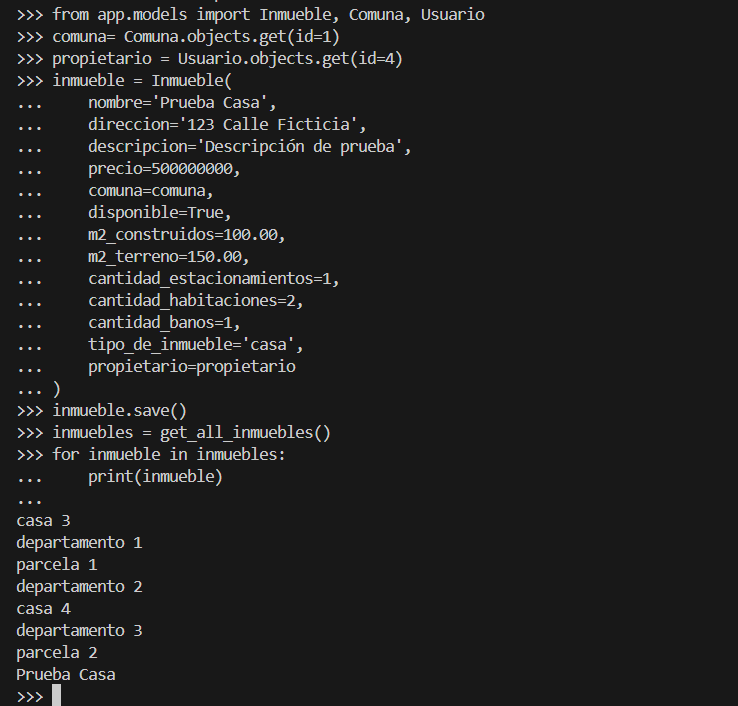 >>> from app.models import Inmueble, Comuna, Usuario
>>> comuna= Comuna.objects.get(id=1)
>>> propietario = Usuario.objects.get(id=4)
>>> inmueble = Inmueble(
...     nombre='Prueba Casa',
...     direccion='123 Calle Ficticia',
...     descripcion='Descripción de prueba',
...     precio=500000000,
...     comuna=comuna,
...     disponible=True,
...     m2_construidos=100.00,
...     m2_terreno=150.00,
...     cantidad_estacionamientos=1,
...     cantidad_habitaciones=2,
...     cantidad_banos=1,
...     tipo_de_inmueble='casa',
...     propietario=propietario
... )
>>> inmueble.save()
>>> inmuebles = get_all_inmuebles()
>>> for inmueble in inmuebles:
...     print(inmueble)
...
casa 3
departamento 1
parcela 1
departamento 2
casa 4
departamento 3
parcela 2
Prueba Casa
>>>